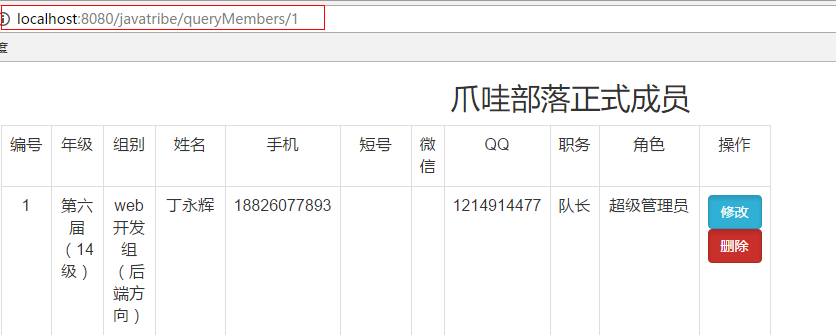 localhost:8080/javatribe/queryMembers/1
度
爪哇部落正式成员
编号 年级 组别 姓名 手机 短号 微信 QQ 职务 角色 操作
1 第六届（14级） web开发组（后端方向） 丁永辉 18826077893 1214914477 队长 超级管理员 修改
删除